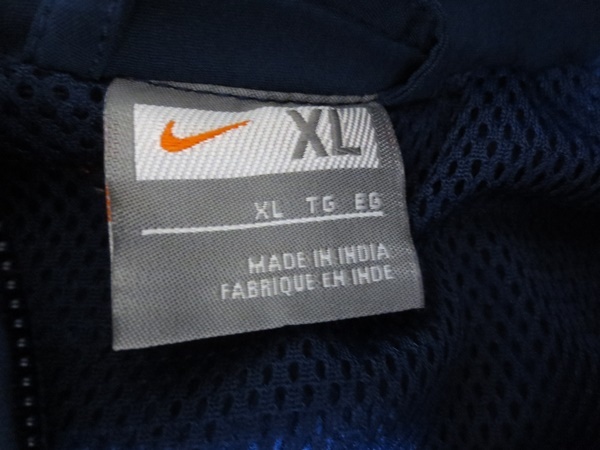 XL
XL TG EG
MADE IN INDIA
FABRIQUE EN INDE